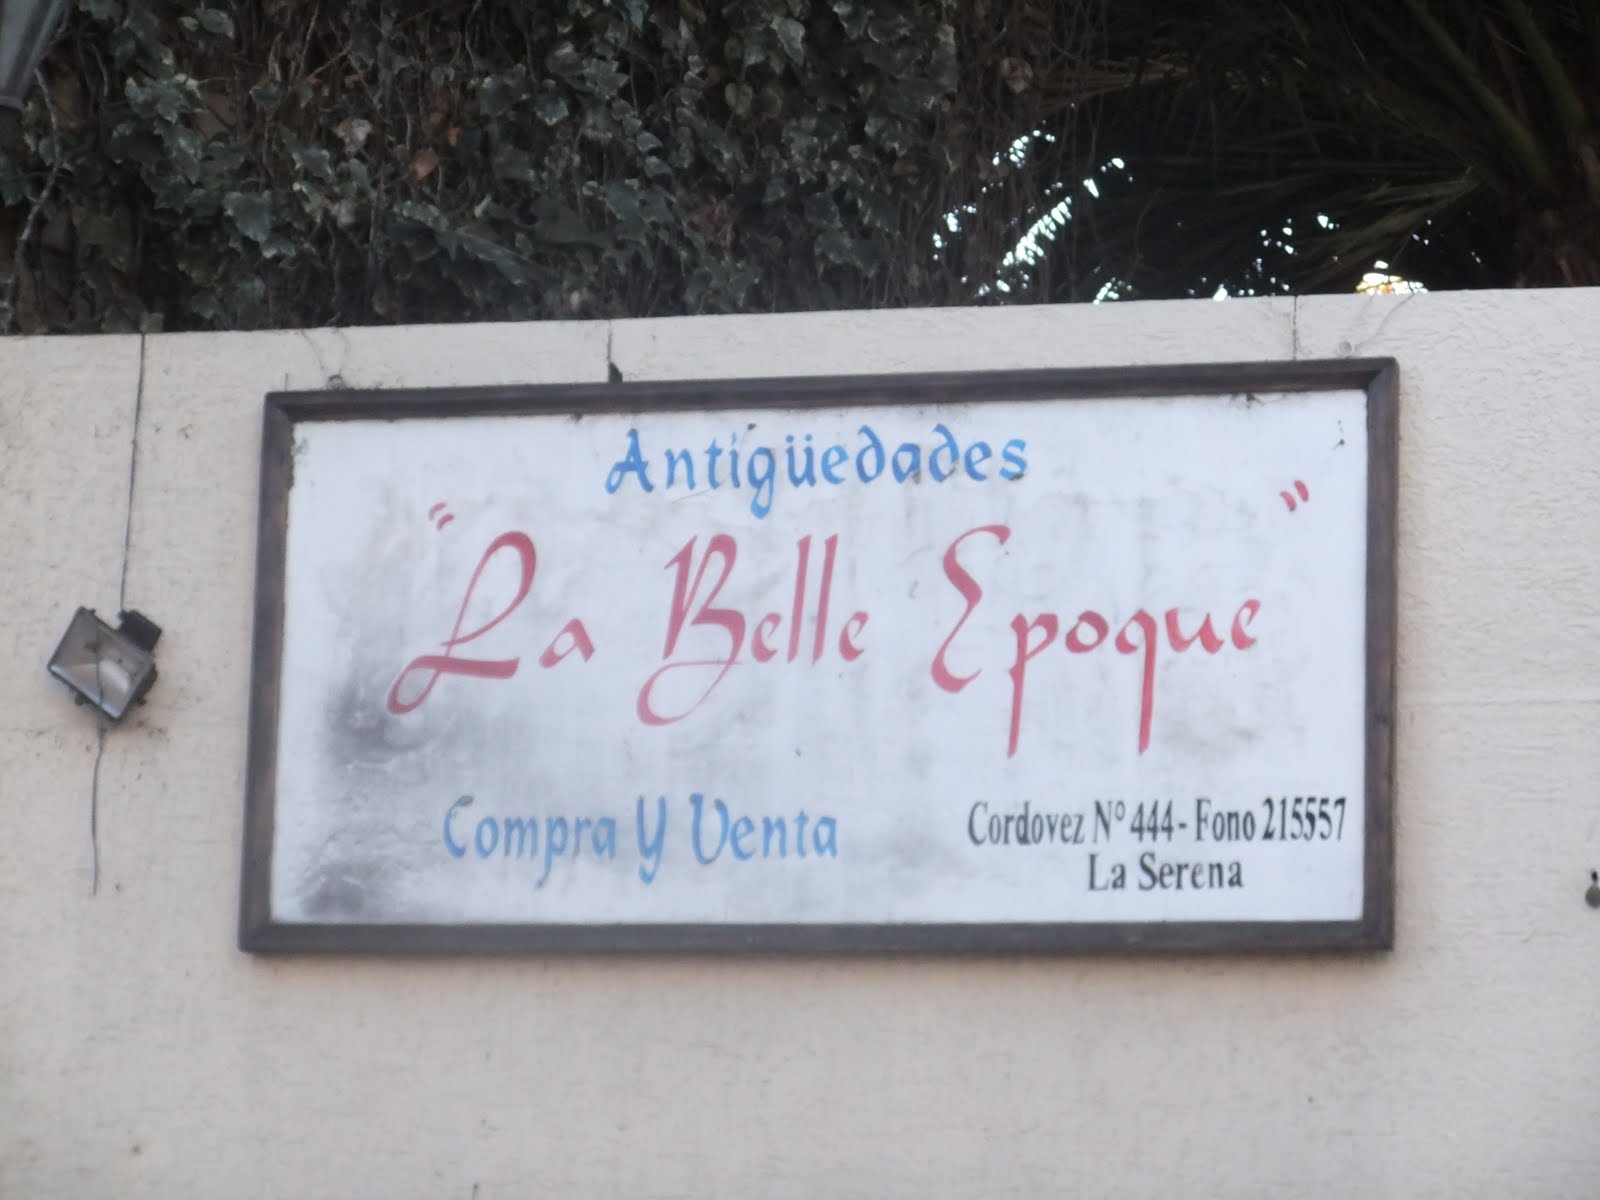 Antigüedades
"La Belle Epoque"
Compra y Venta
Cordovez N° 444 - Fono 215557
La Serena